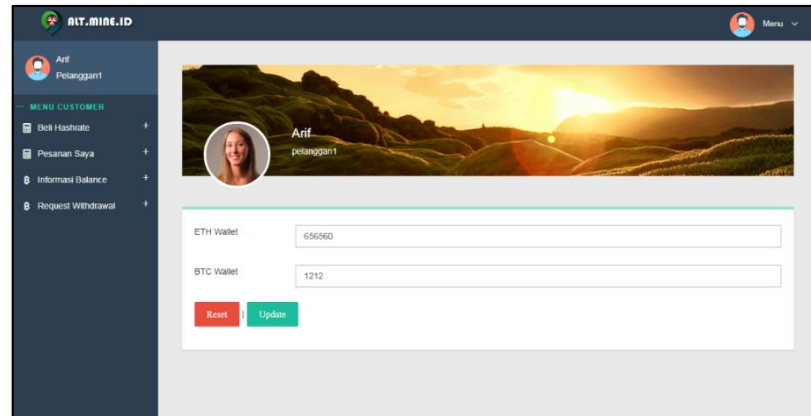 ALT.MINE.ID
Menu
Arif
Pelanggan1
MENU CUSTOMER
Beli Hashrate +
Pesanan Saya +
Informasi Balance +
Request Withdrawal +
Arif
pelanggan1
ETH Wallet
656560
BTC Wallet
1212
Reset | Update